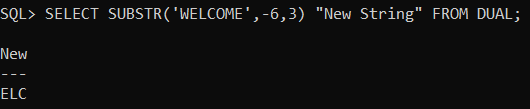 SQL> SELECT SUBSTR('WELCOME',-6,3) "New String" FROM DUAL;
New
---
ELC